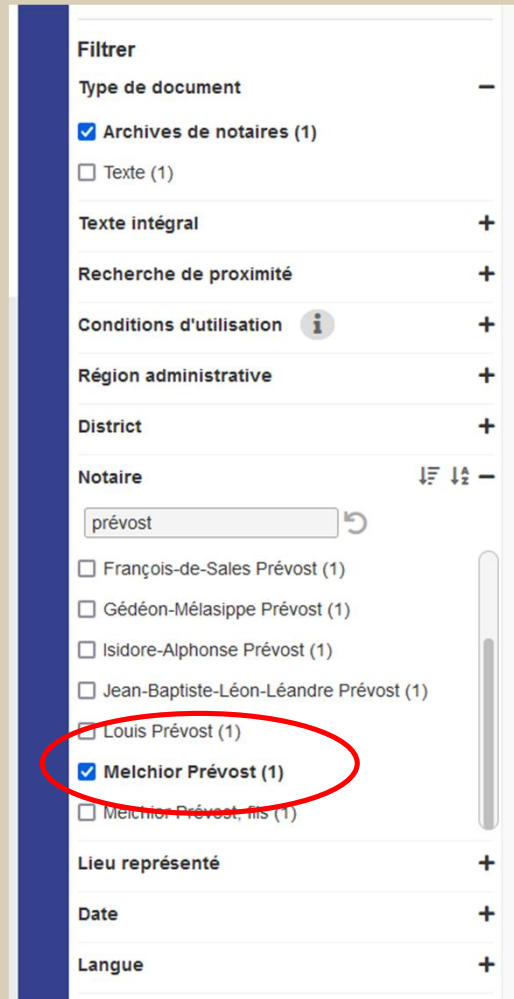 Filtrer
Type de document
Archives de notaires (1)
Texte (1)
Texte intégral
Recherche de proximité
Conditions d'utilisation i
Région administrative
District
Notaire
prévost
François-de-Sales Prévost (1)
Gédéon-Mélasippe Prévost (1)
Isidore-Alphonse Prévost (1)
Jean-Baptiste-Léon-Léandre Prévost (1)
Louis Prévost (1)
Melchior Prévost (1)
Melchior Prévost, fils (1)
Lieu représenté
Date
Langue